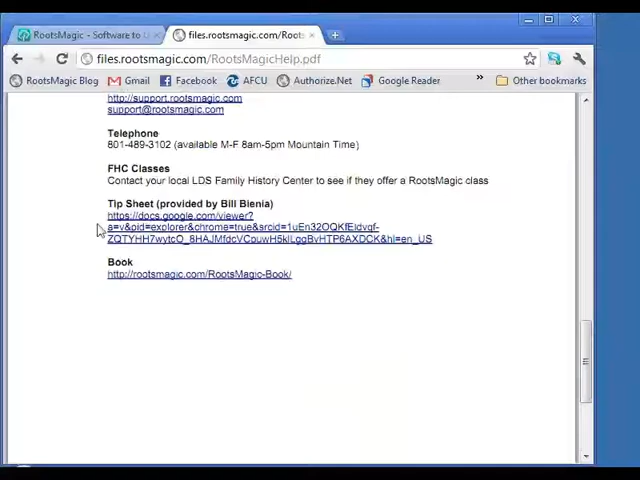 RootsMagic - Software to U
files.rootsmagic.com/Roots
files.rootsmagic.com/RootsMagicHelp.pdf
RootsMagic Blog Gmail Facebook AFCU Authorize.Net Google Reader » Other bookmarks
http://support.rootsmagic.com
support@rootsmagic.com
Telephone
801-489-3102 (available M-F 8am-5pm Mountain Time)
FHC Classes
Contact your local LDS Family History Center to see if they offer a RootsMagic class
Tip Sheet (provided by Bill Bienia)
https://docs.google.com/viewer?
Book
http://rootsmagic.com/RootsMagic-Book/